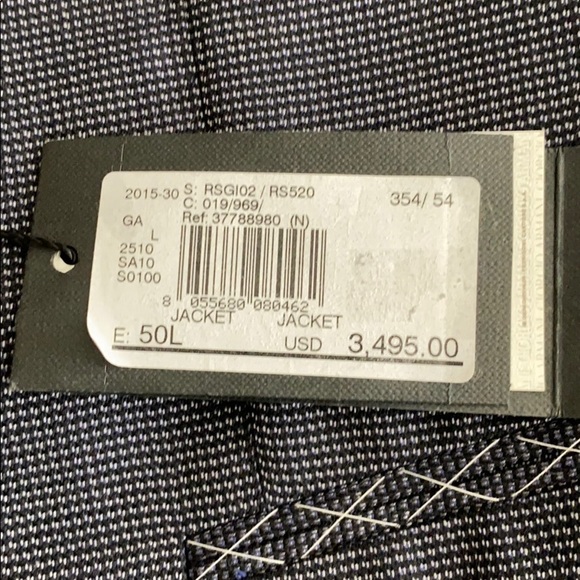 2015-30 S: RSGI02 / RS520 354/ 54
C: 019/969/
GA Ref: 37788980 (N)
L
2510
SA10
S0100
8 055680 080462
JACKET JACKET
E: 50L USD 3,495.00